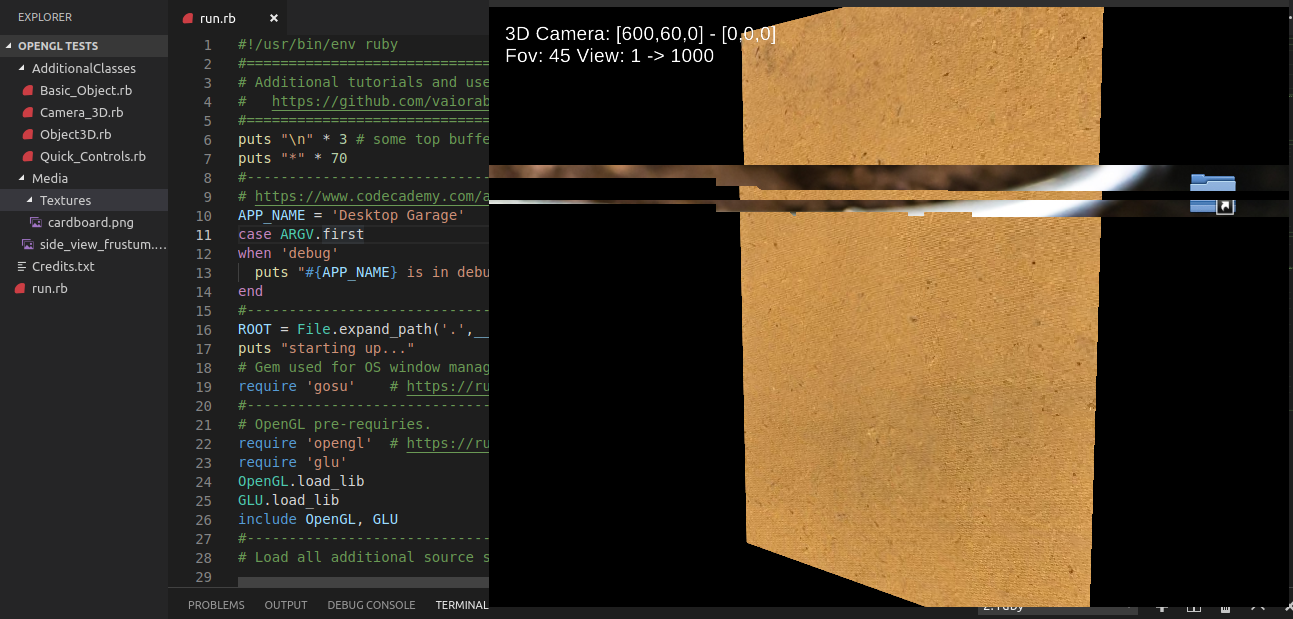 EXPLORER
OPENGL TESTS
AdditionalClasses
Basic_Object.rb
Camera_3D.rb
Object3D.rb
Quick_Controls.rb
Media
Textures
cardboard.png
side_view_frustum....
Credits.txt
run.rb
run.rb ×
1 #!/usr/bin/env ruby
2 #=============================
3 # Additional tutorials and use
4 #   https://github.com/vaiorab
5 #=============================
6 puts "\n" * 3 # some top buffe
7 puts "*" * 70
8 #-----------------------------
9 # https://www.codecademy.com/a
10 APP_NAME = 'Desktop Garage'
11 case ARGV.first
12 when 'debug'
13   puts "#{APP_NAME} is in debu
14 end
15 #-----------------------------
16 ROOT = File.expand_path('.',__
17 puts "starting up..."
18 # Gem used for OS window manag
19 require 'gosu'    # https://ru
20 #-----------------------------
21 # OpenGL pre-requiries.
22 require 'opengl'  # https://ru
23 require 'glu'
24 OpenGL.load_lib
25 GLU.load_lib
26 include OpenGL, GLU
27 #-----------------------------
28 # Load all additional source s
29
PROBLEMS OUTPUT DEBUG CONSOLE TERMINAL
3D Camera: [600,60,0] - [0,0,0]
Fov: 45 View: 1 -> 1000